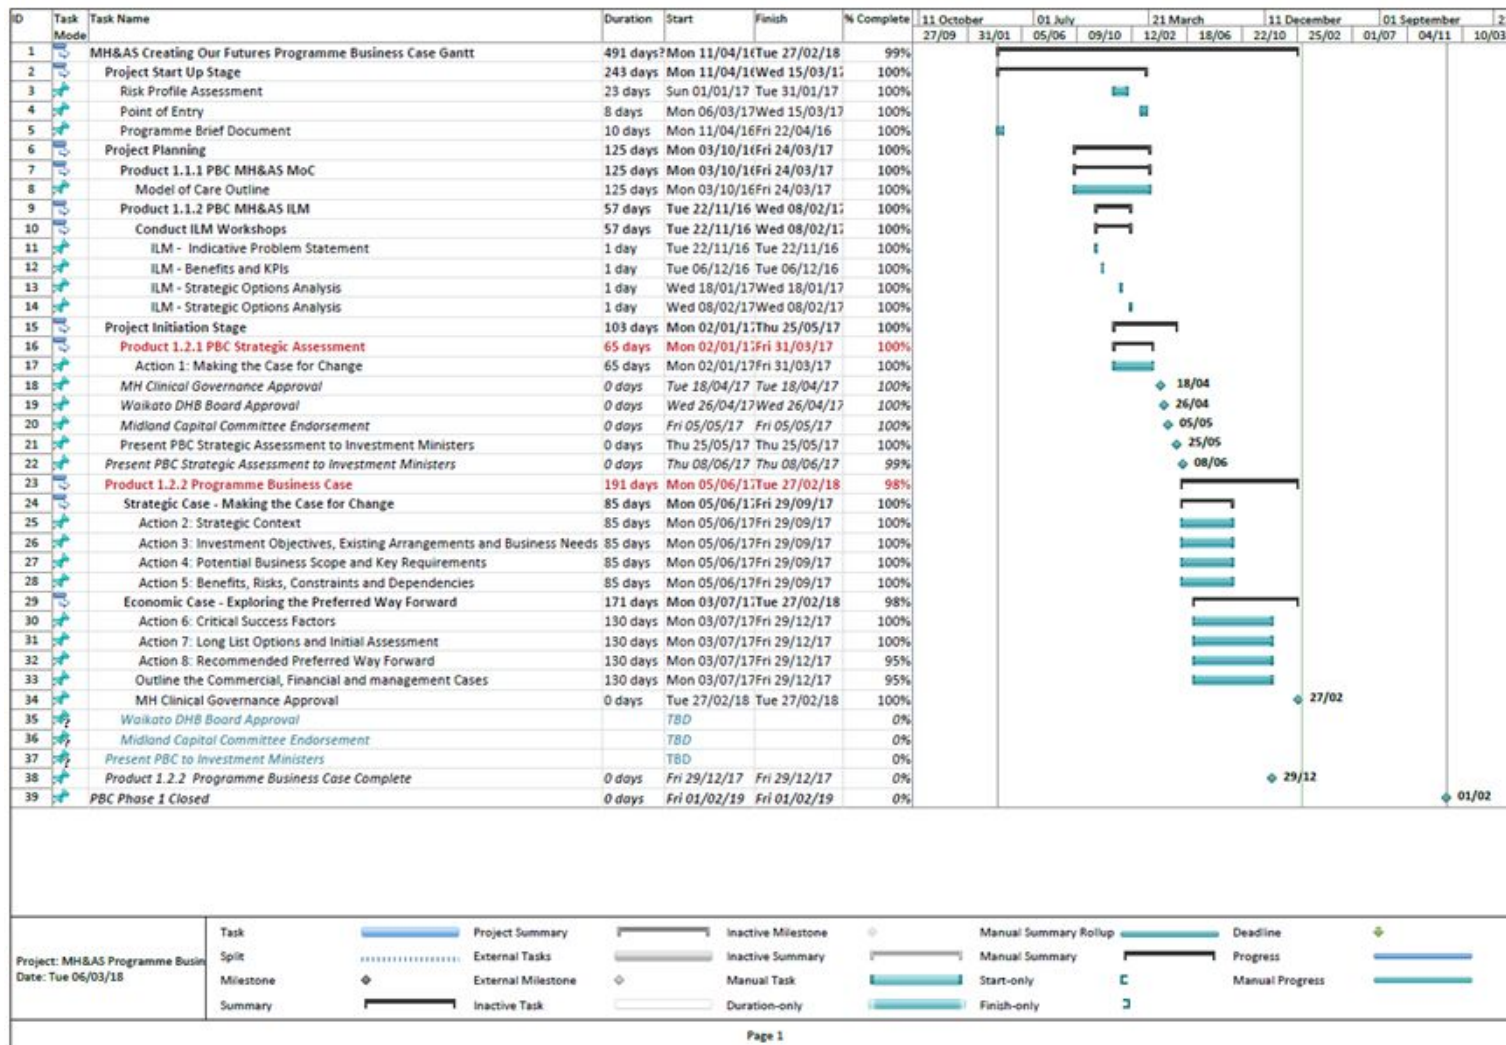 ID Task Mode Task Name Duration Start Finish % Complete 11 October 01 July 21 March 11 December 01 September 2
27/09 31/01 05/06 09/10 12/02 18/06 22/10 25/02 01/07 04/11 10/03
1 MH&AS Creating Our Futures Programme Business Case Gantt 491 days? Mon 11/04/16 Tue 27/02/18 99%
2 Project Start Up Stage 243 days Mon 11/04/16 Wed 15/03/17 100%
3 Risk Profile Assessment 23 days Sun 01/01/17 Tue 31/01/17 100%
4 Point of Entry 8 days Mon 06/03/17 Wed 15/03/17 100%
5 Programme Brief Document 10 days Mon 11/04/16 Fri 22/04/16 100%
6 Project Planning 125 days Mon 03/10/16 Fri 24/03/17 100%
7 Product 1.1.1 PBC MH&AS MoC 125 days Mon 03/10/16 Fri 24/03/17 100%
8 Model of Care Outline 125 days Mon 03/10/16 Fri 24/03/17 100%
9 Product 1.1.2 PBC MH&AS ILM 57 days Tue 22/11/16 Wed 08/02/17 100%
10 Conduct ILM Workshops 57 days Tue 22/11/16 Wed 08/02/17 100%
11 ILM - Indicative Problem Statement 1 day Tue 22/11/16 Tue 22/11/16 100%
12 ILM - Benefits and KPIs 1 day Tue 06/12/16 Tue 06/12/16 100%
13 ILM - Strategic Options Analysis 1 day Wed 18/01/17 Wed 18/01/17 100%
14 ILM - Strategic Options Analysis 1 day Wed 08/02/17 Wed 08/02/17 100%
15 Project Initiation Stage 103 days Mon 02/01/17 Thu 25/05/17 100%
16 Product 1.2.1 PBC Strategic Assessment 65 days Mon 02/01/17 Fri 31/03/17 100%
17 Action 1: Making the Case for Change 65 days Mon 02/01/17 Fri 31/03/17 100%
18 MH Clinical Governance Approval 0 days Tue 18/04/17 Tue 18/04/17 100% 18/04
19 Waikato DHB Board Approval 0 days Wed 26/04/17 Wed 26/04/17 100% 26/04
20 Midland Capital Committee Endorsement 0 days Fri 05/05/17 Fri 05/05/17 100% 05/05
21 Present PBC Strategic Assessment to Investment Ministers 0 days Thu 25/05/17 Thu 25/05/17 100% 25/05
22 Present PBC Strategic Assessment to Investment Ministers 0 days Thu 08/06/17 Thu 08/06/17 99% 08/06
23 Product 1.2.2 Programme Business Case 191 days Mon 05/06/17 Tue 27/02/18 98%
24 Strategic Case - Making the Case for Change 85 days Mon 05/06/17 Fri 29/09/17 100%
25 Action 2: Strategic Context 85 days Mon 05/06/17 Fri 29/09/17 100%
26 Action 3: Investment Objectives, Existing Arrangements and Business Needs 85 days Mon 05/06/17 Fri 29/09/17 100%
27 Action 4: Potential Business Scope and Key Requirements 85 days Mon 05/06/17 Fri 29/09/17 100%
28 Action 5: Benefits, Risks, Constraints and Dependencies 85 days Mon 05/06/17 Fri 29/09/17 100%
29 Economic Case - Exploring the Preferred Way Forward 171 days Mon 03/07/17 Tue 27/02/18 98%
30 Action 6: Critical Success Factors 130 days Mon 03/07/17 Fri 29/12/17 100%
31 Action 7: Long List Options and Initial Assessment 130 days Mon 03/07/17 Fri 29/12/17 100%
32 Action 8: Recommended Preferred Way Forward 130 days Mon 03/07/17 Fri 29/12/17 95%
33 Outline the Commercial, Financial and management Cases 130 days Mon 03/07/17 Fri 29/12/17 95%
34 MH Clinical Governance Approval 0 days Tue 27/02/18 Tue 27/02/18 100% 27/02
35 Waikato DHB Board Approval TBD 0%
36 Midland Capital Committee Endorsement TBD 0%
37 Present PBC to Investment Ministers TBD 0%
38 Product 1.2.2 Programme Business Case Complete 0 days Fri 29/12/17 Fri 29/12/17 0% 29/12
39 PBC Phase 1 Closed 0 days Fri 01/02/19 Fri 01/02/19 0% 01/02
Project: MH&AS Programme Busin
Date: Tue 06/03/18
Task Project Summary Inactive Milestone Manual Summary Rollup Deadline
Split External Tasks Inactive Summary Manual Summary Progress
Milestone External Milestone Manual Task Start-only Manual Progress
Summary Inactive Task Duration-only Finish-only
Page 1